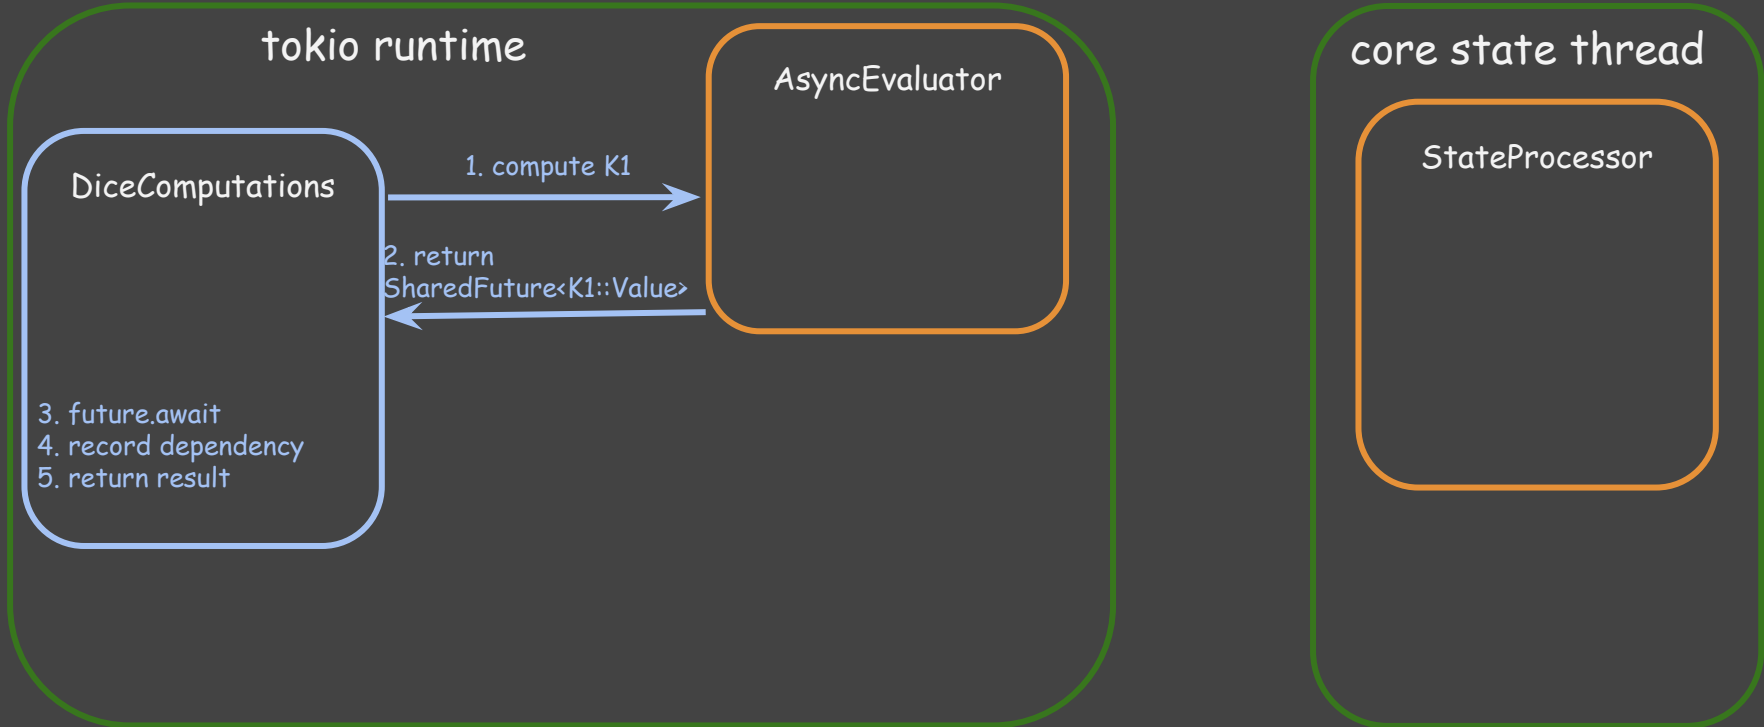 tokio runtime
AsyncEvaluator
core state thread
StateProcessor
DiceComputations
1. compute K1
2. return
SharedFuture<K1::Value>
3. future.await
4. record dependency
5. return result